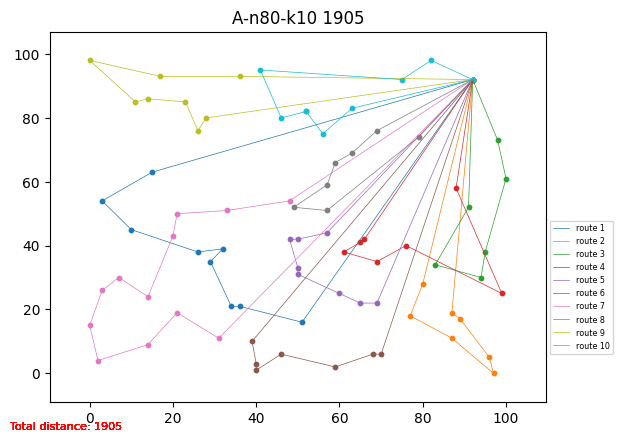 A-n80-k10 1905
100
80
60
40
20
0
0 20 40 60 80 100
route 1
route 2
route 3
route 4
route 5
route 6
route 7
route 8
route 9
route 10
Total distance: 1905